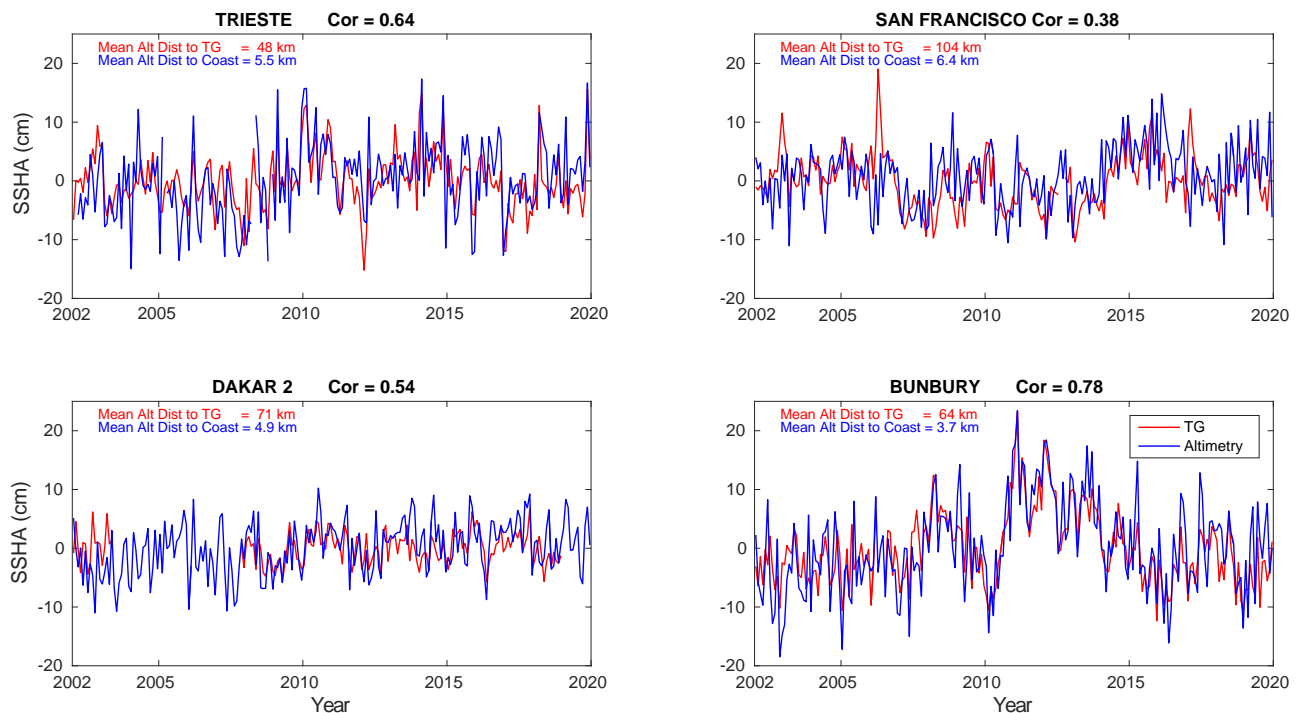 TRIESTE Cor = 0.64
Mean Alt Dist to TG = 48 km
Mean Alt Dist to Coast = 5.5 km
SSHA (cm)
20
10
0
-10
-20
2002 2005 2010 2015 2020
SAN FRANCISCO Cor = 0.38
Mean Alt Dist to TG = 104 km
Mean Alt Dist to Coast = 6.4 km
20
10
0
-10
-20
2002 2005 2010 2015 2020
DAKAR 2 Cor = 0.54
Mean Alt Dist to TG = 71 km
Mean Alt Dist to Coast = 4.9 km
SSHA (cm)
20
10
0
-10
-20
2002 2005 2010 2015 2020
Year
BUNBURY Cor = 0.78
Mean Alt Dist to TG = 64 km
Mean Alt Dist to Coast = 3.7 km
TG
Altimetry
20
10
0
-10
-20
2002 2005 2010 2015 2020
Year